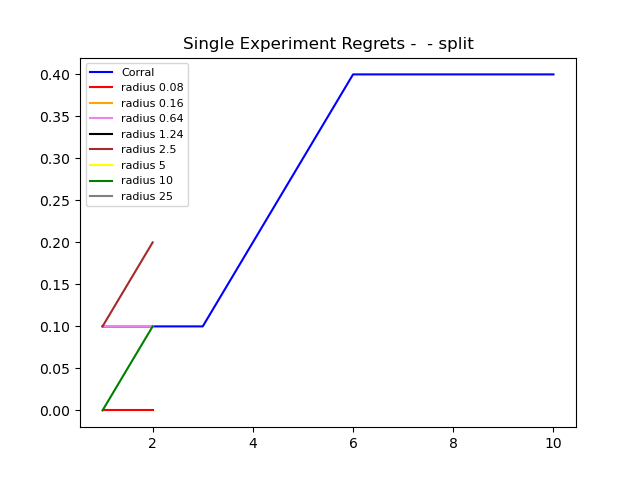 Single Experiment Regrets -  - split
Corral
radius 0.08
radius 0.16
radius 0.64
radius 1.24
radius 2.5
radius 5
radius 10
radius 25
0.40
0.35
0.30
0.25
0.20
0.15
0.10
0.05
0.00
2 4 6 8 10